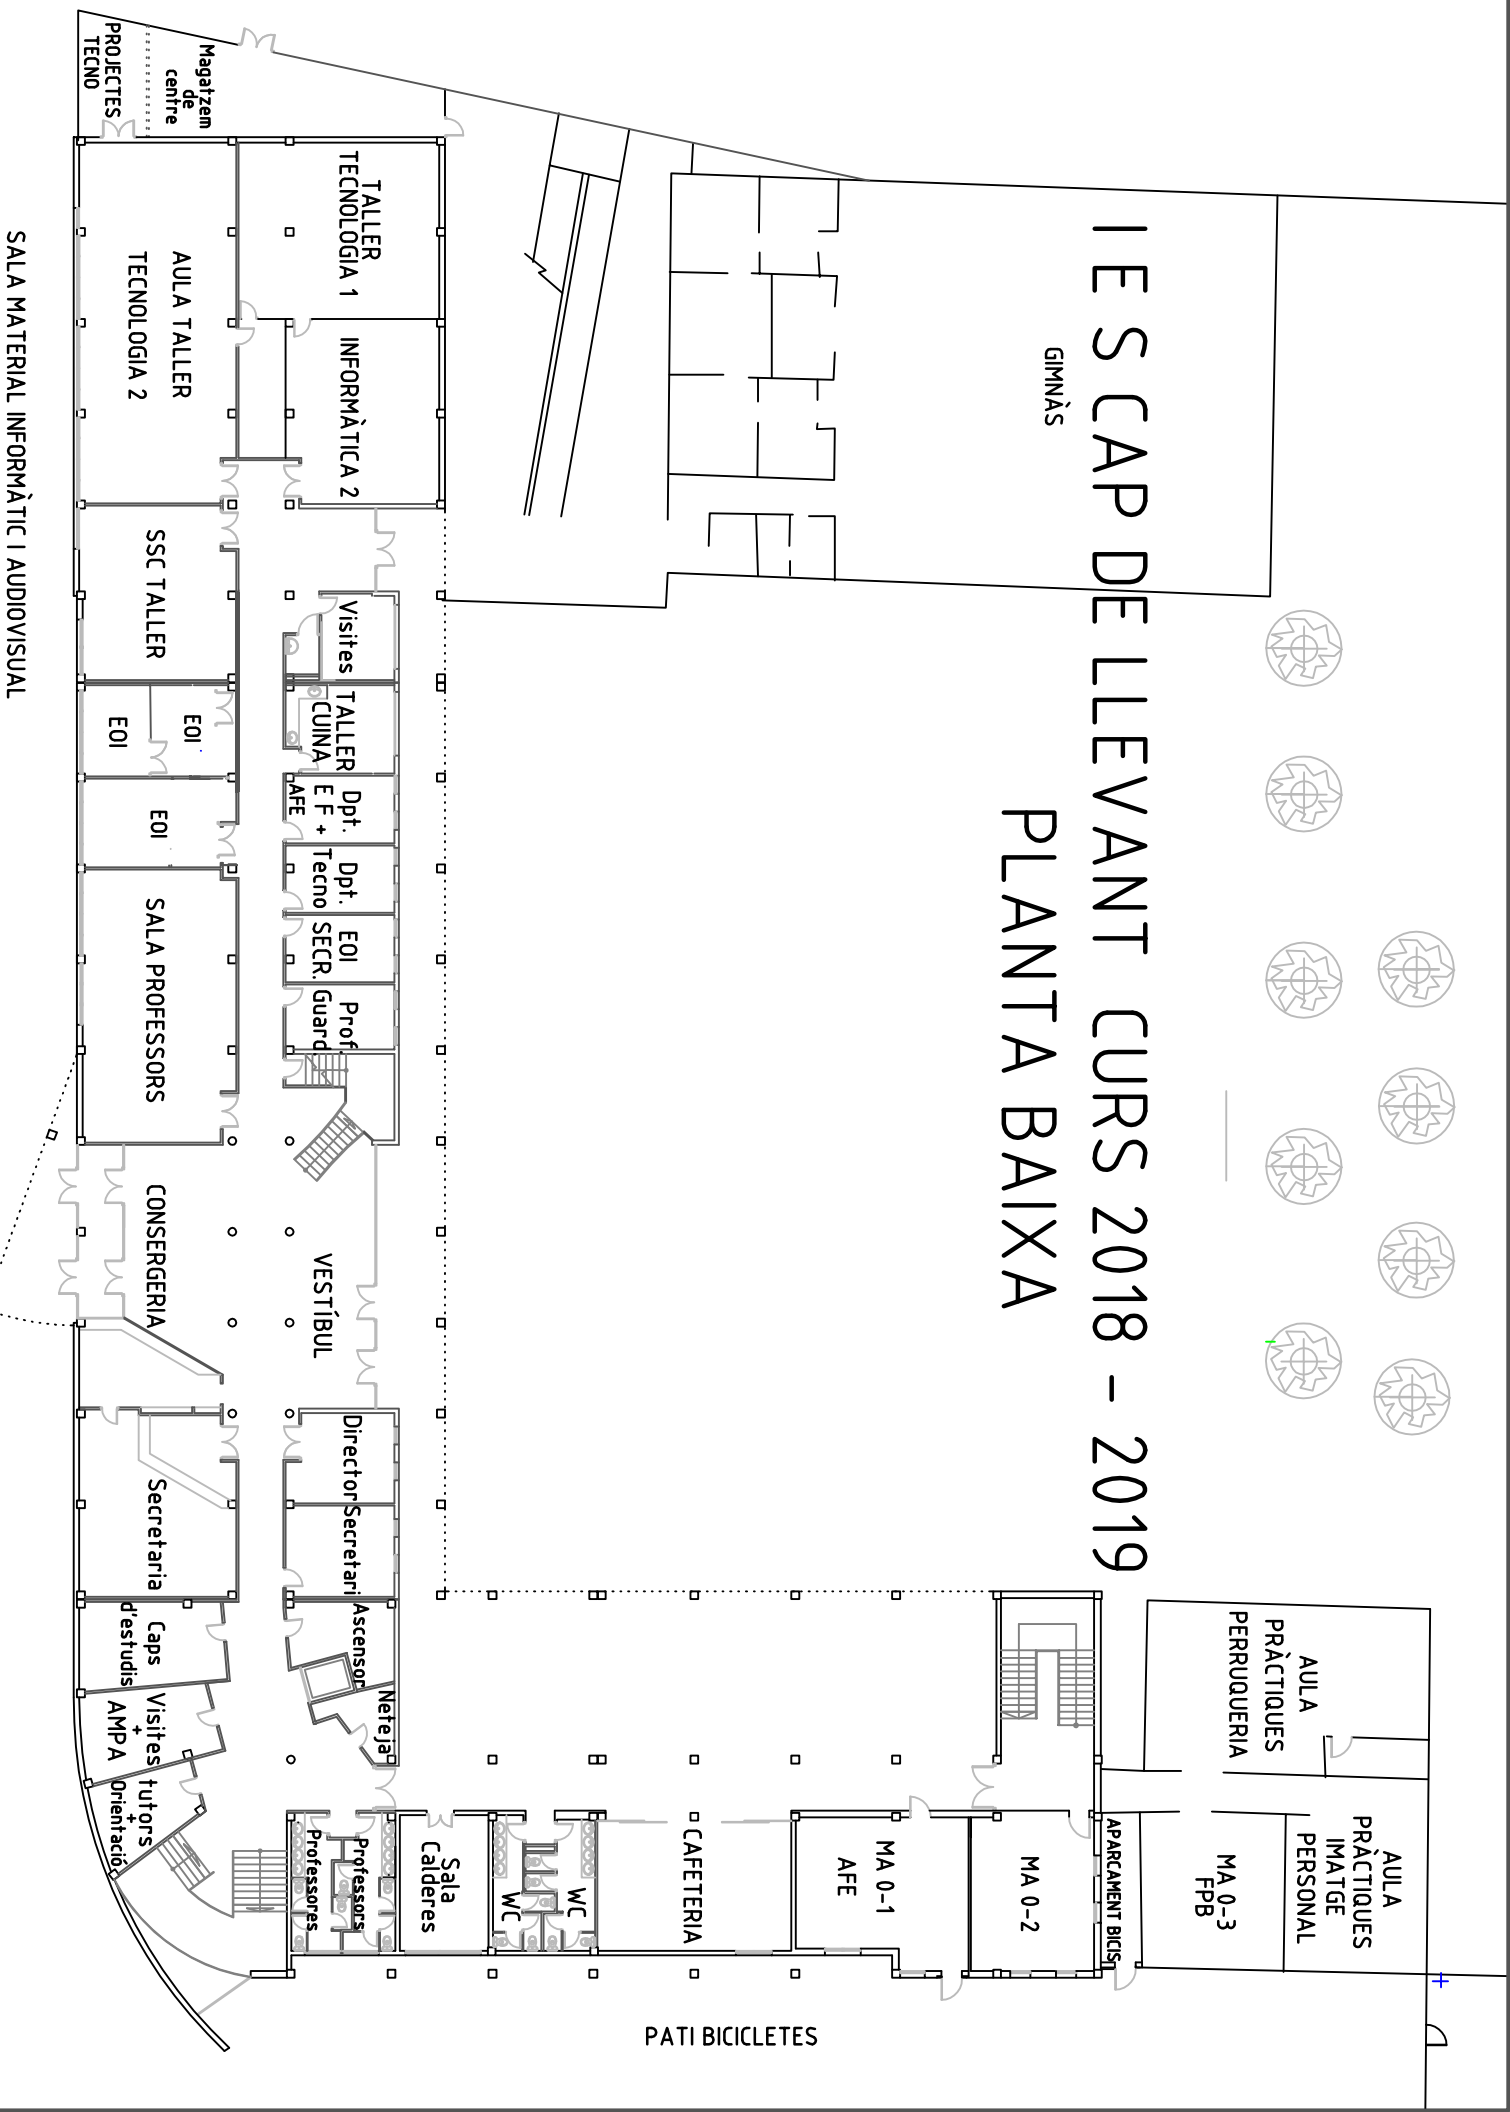 IES CAP DE LLEVANT CURS 2018 - 2019
PLANTA BAIXA
GIMNÀS
PROJECTES
TECNO
Magatzem
de
centre
TALLER
TECNOLOGIA 1
AULA TALLER
TECNOLOGIA 2
INFORMÀTICA 2
SALA MATERIAL INFORMÀTIC I AUDIOVISUAL
SSC TALLER
Visites
EOI
EOI
TALLER
CUINA
EOI
Dpt.
E F +
AFE
Dpt.
Tecno
EOI
SECR.
Prof
Guard
SALA PROFESSORS
CONSERGERIA
VESTÍBUL
Director
Secretari
Secretaria
Ascensor
Caps
d'estudis
Neteja
Visites
+
AMPA
tutors
+
Orientació
Professores
Professors
Sala
Calderes
WC
WC
CAFETERIA
MA 0-1
AFE
MA 0-2
APARCAMENT BICIS
MA 0-3
FPB
AULA
PRÀCTIQUES
PERRUQUERIA
AULA
PRÀCTIQUES
IMATGE
PERSONAL
PATI BICICLETES